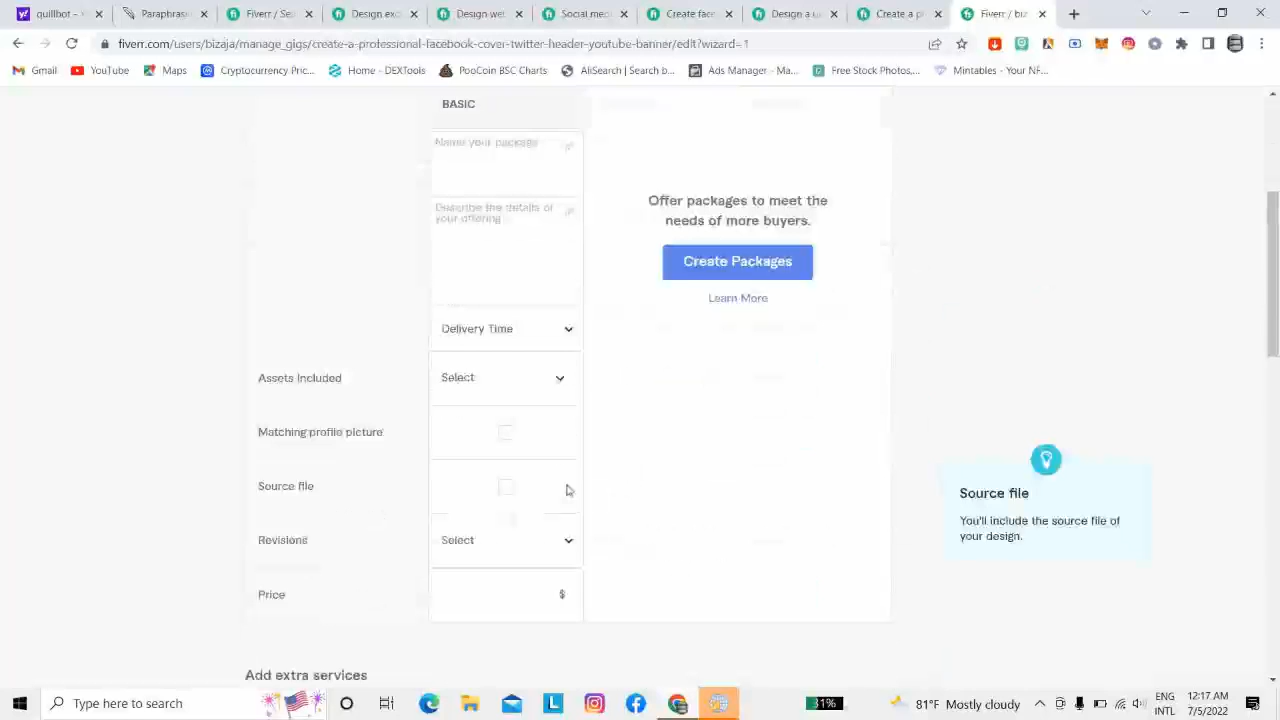 quillbot -
Paraphras
Fiverr
Design exc
Design wel
Social mec
Create face
Design a u
Create a p
Fiverr / biz
fiverr.com/users/bizaja/manage_gigs/create-a-professional-facebook-cover-twitter-header-youtube-banner/edit?wizard=1
Gmail
YouTube
Maps
Cryptocurrency Pric...
Home - DEXTools
PooCoin BSC Charts
AliSearch | Search b...
Ads Manager - Ma...
Free Stock Photos,...
Mintables - Your NF...
BASIC
Name your package
Describe the details of
your offering
Offer packages to meet the
needs of more buyers.
Create Packages
Learn More
Delivery Time
Assets Included
Select
Matching profile picture
Source file
Revisions
Select
Price
$
Source file
You'll include the source file of
your design.
Add extra services
Type here to search
31%
81°F Mostly cloudy
ENG
INTL
12:17 AM
7/5/2022